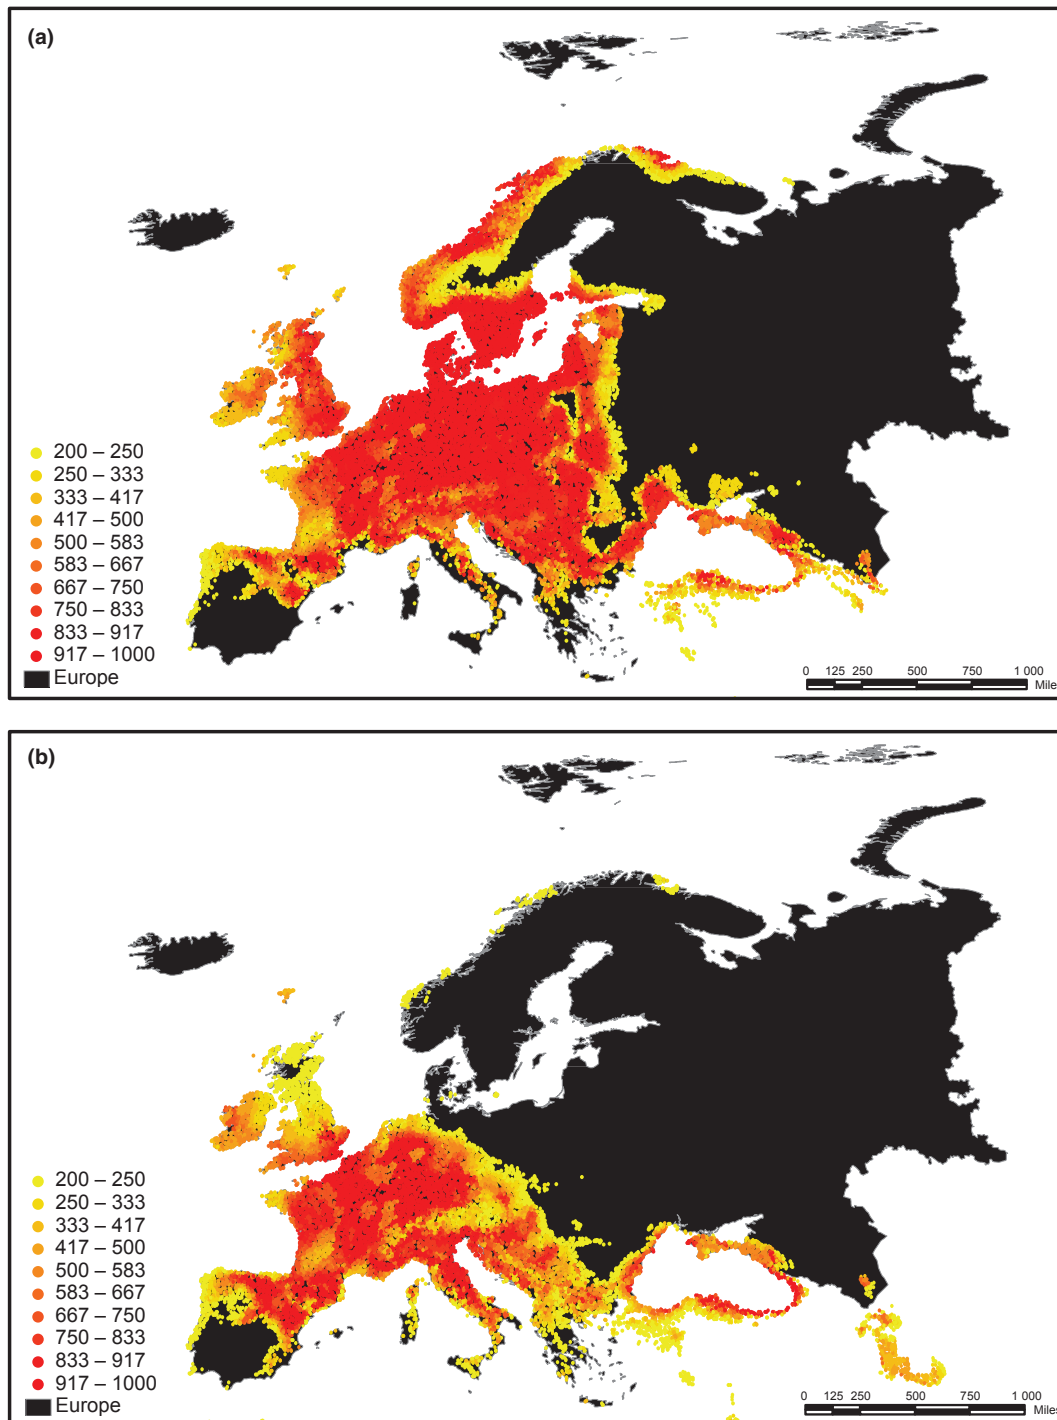 (a)
200 – 250
250 – 333
333 – 417
417 – 500
500 – 583
583 – 667
667 – 750
750 – 833
833 – 917
917 – 1000
Europe
0 125 250 500 750 1 000
Miles
(b)
200 – 250
250 – 333
333 – 417
417 – 500
500 – 583
583 – 667
667 – 750
750 – 833
833 – 917
917 – 1000
Europe
0 125 250 500 750 1 000
Miles